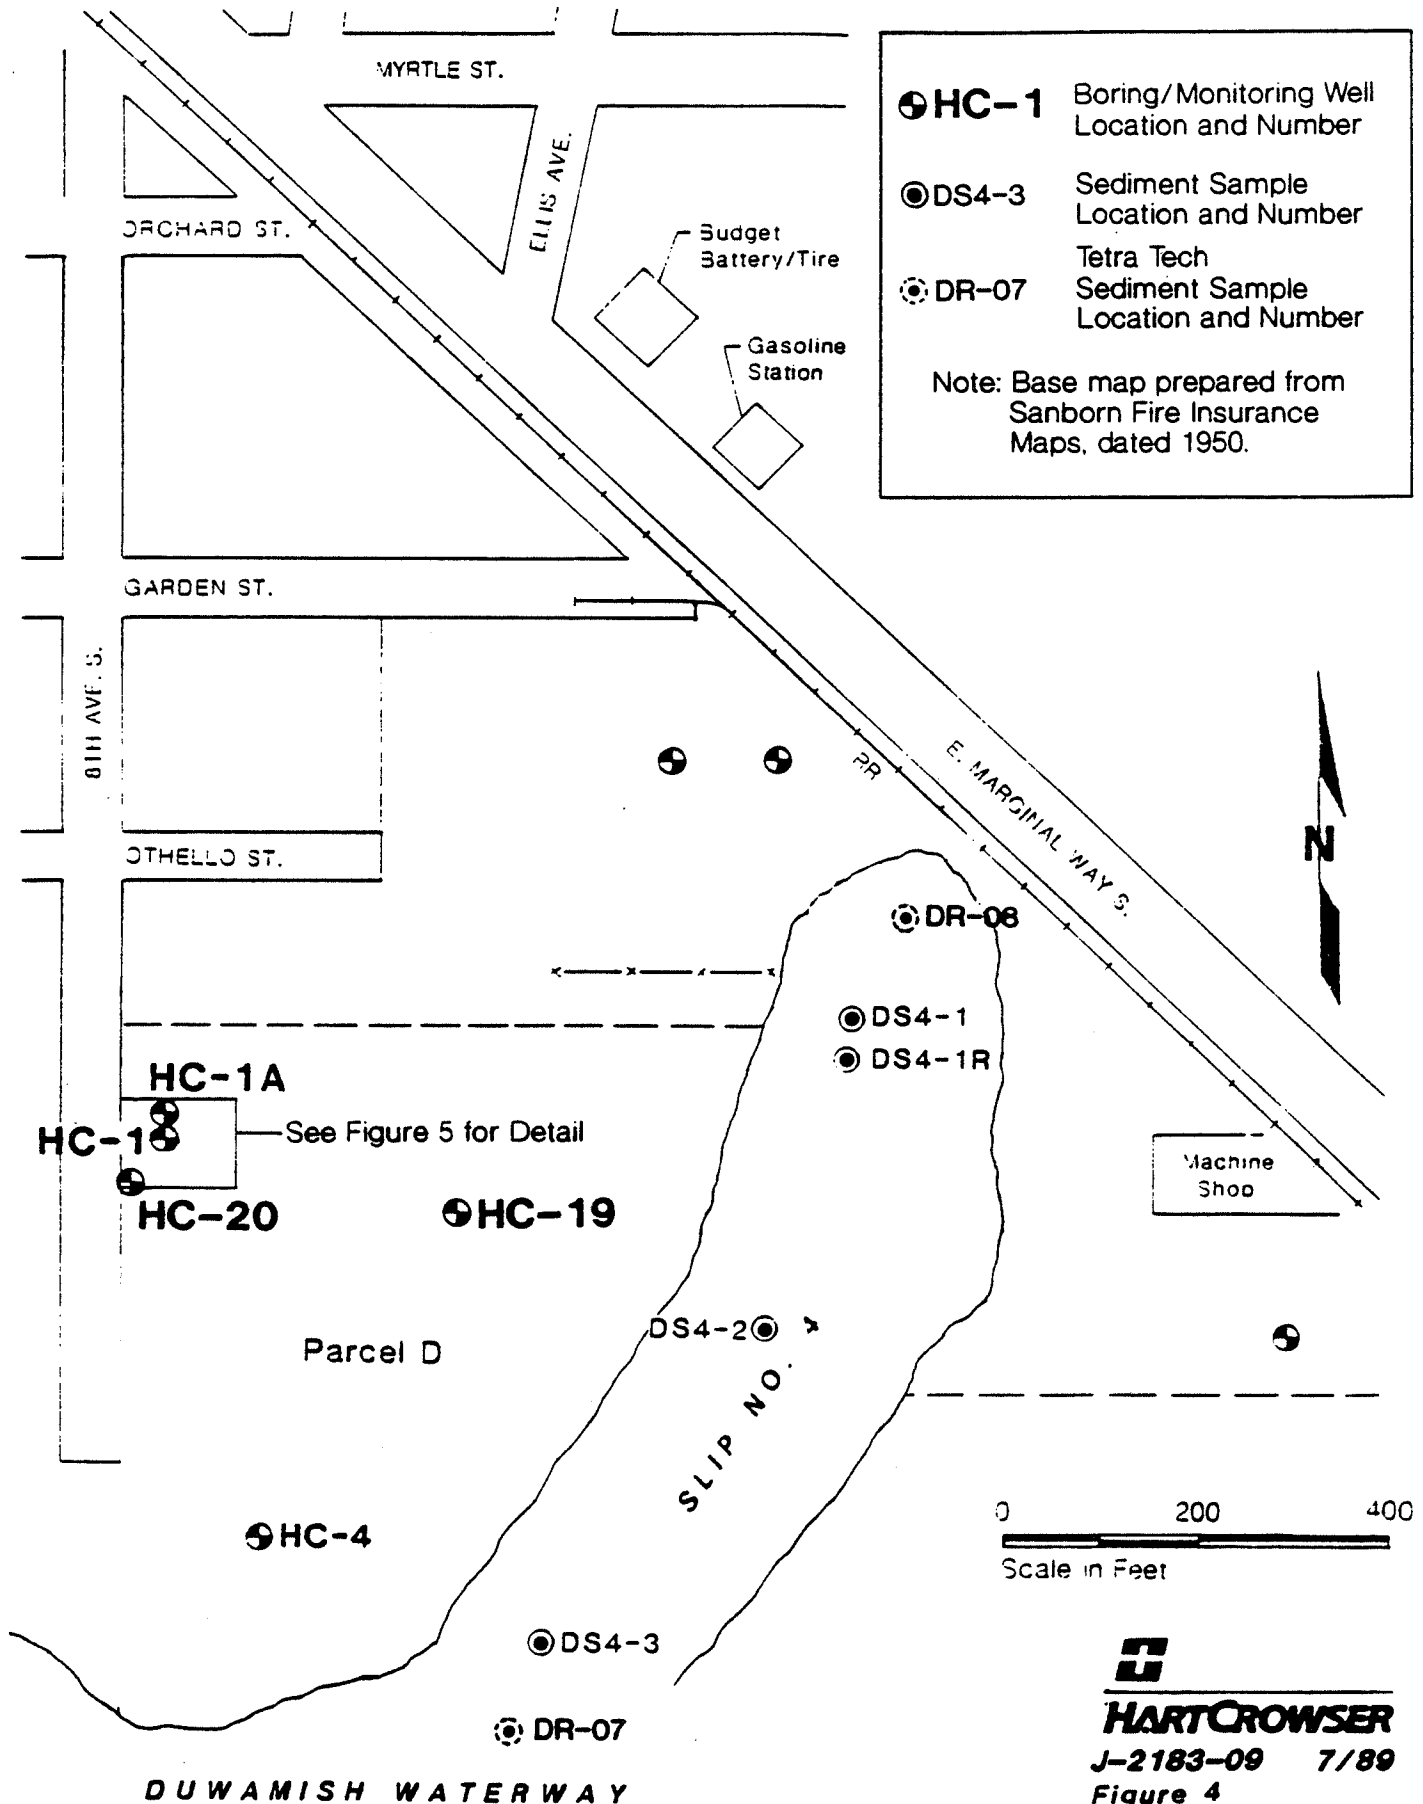 MYRTLE ST.
HC-1 Boring/Monitoring Well
Location and Number
DS4-3 Sediment Sample
Location and Number
Tetra Tech
DR-07 Sediment Sample
Location and Number
Note: Base map prepared from
Sanborn Fire Insurance
Maps, dated 1950.
ELLIS AVE.
ORCHARD ST.
Budget
Battery/Tire
Gasoline
Station
GARDEN ST.
8TH AVE. S.
RR
E. MARGINAL WAY S.
N
OTHELLO ST.
DR-08
DS4-1
DS4-1R
HC-1A
HC-1
See Figure 5 for Detail
HC-20
HC-19
Machine
Shop
DS4-2
Parcel D
SLIP NO. 4
HC-4
0 200 400
Scale in Feet
DS4-3
DR-07
DUWAMISH WATERWAY
HARTCROWSER
J-2183-09 7/89
Figure 4